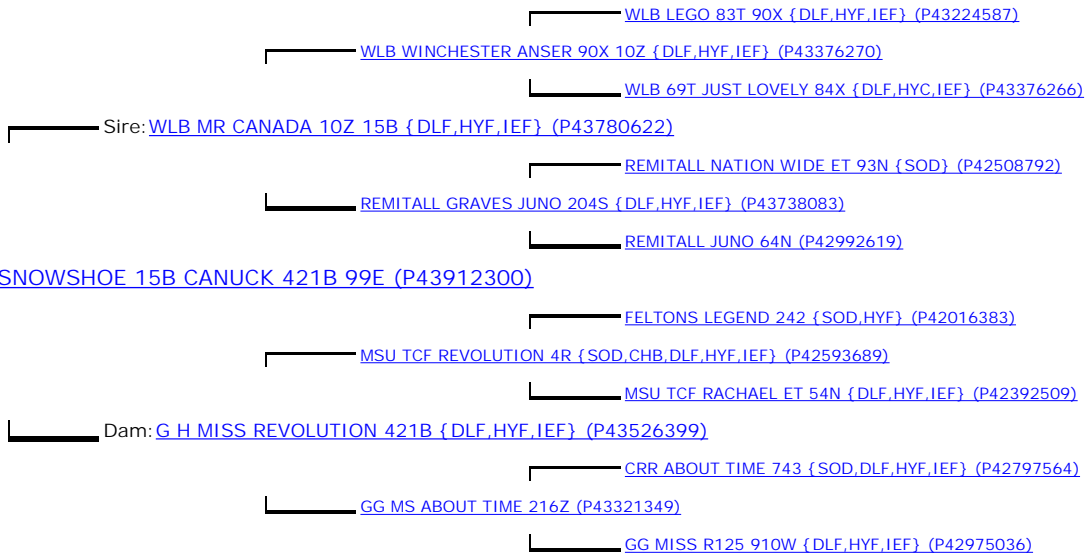 WLB LEGO 83T 90X {DLF,HYF,IEF} (P43224587)
WLB WINCHESTER ANSER 90X 10Z {DLF,HYF,IEF} (P43376270)
WLB 69T JUST LOVELY 84X {DLF,HYC,IEF} (P43376266)
Sire: WLB MR CANADA 10Z 15B {DLF,HYF,IEF} (P43780622)
REMITALL NATION WIDE ET 93N {SOD} (P42508792)
REMITALL GRAVES JUNO 204S {DLF,HYF,IEF} (P43738083)
REMITALL JUNO 64N (P42992619)
SNOWSHOE 15B CANUCK 421B 99E (P43912300)
FELTONS LEGEND 242 {SOD,HYF} (P42016383)
MSU TCF REVOLUTION 4R {SOD,CHB,DLF,HYF,IEF} (P42593689)
MSU TCF RACHAEL ET 54N {DLF,HYF,IEF} (P42392509)
Dam: G H MISS REVOLUTION 421B {DLF,HYF,IEF} (P43526399)
CRR ABOUT TIME 743 {SOD,DLF,HYF,IEF} (P42797564)
GG MS ABOUT TIME 216Z (P43321349)
GG MISS R125 910W {DLF,HYF,IEF} (P42975036)